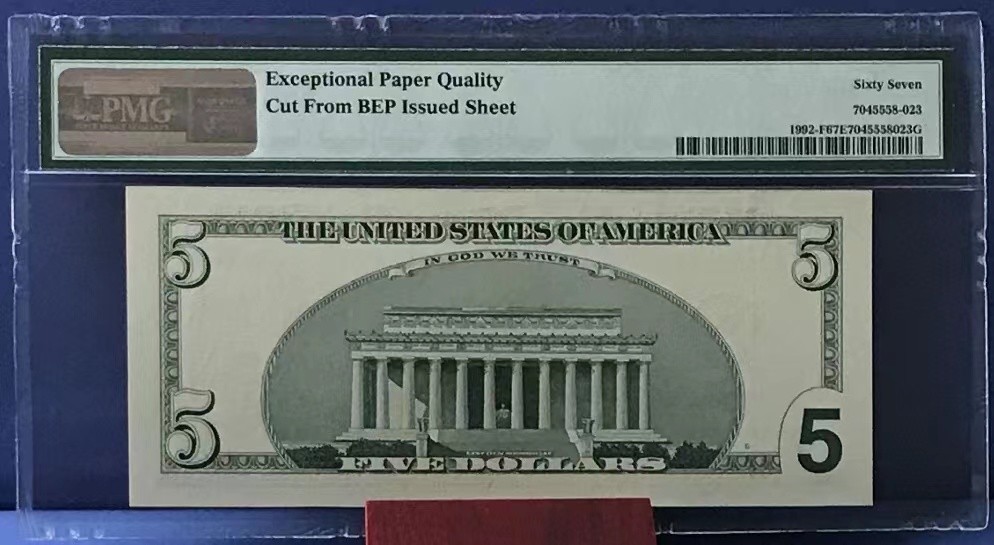 PMG
Exceptional Paper Quality
Cut From BEP Issued Sheet
Sixty Seven
7045558-023
1992-F67E7045558023G
5 THE UNITED STATES OF AMERICA 5
IN GOD WE TRUST
5 FIVE DOLLARS 5